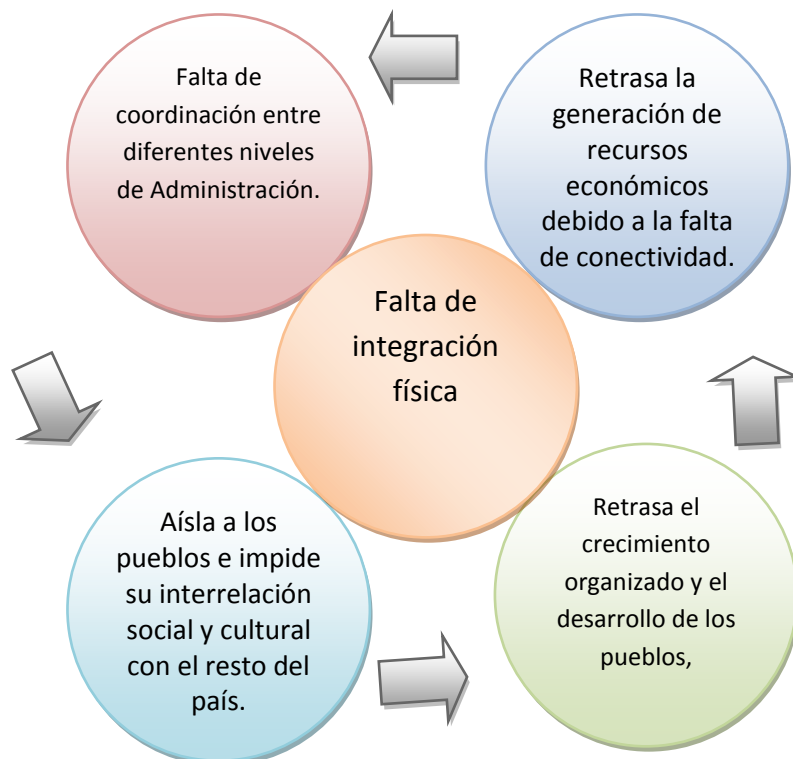 Falta de
coordinación entre
diferentes niveles
de Administración.
Retrasa la
generación de
recursos
económicos
debido a la falta
de conectividad.
Falta de
integración
física
Aísla a los
pueblos e impide
su interrelación
social y cultural
con el resto del
país.
Retrasa el
crecimiento
organizado y el
desarrollo de los
pueblos,